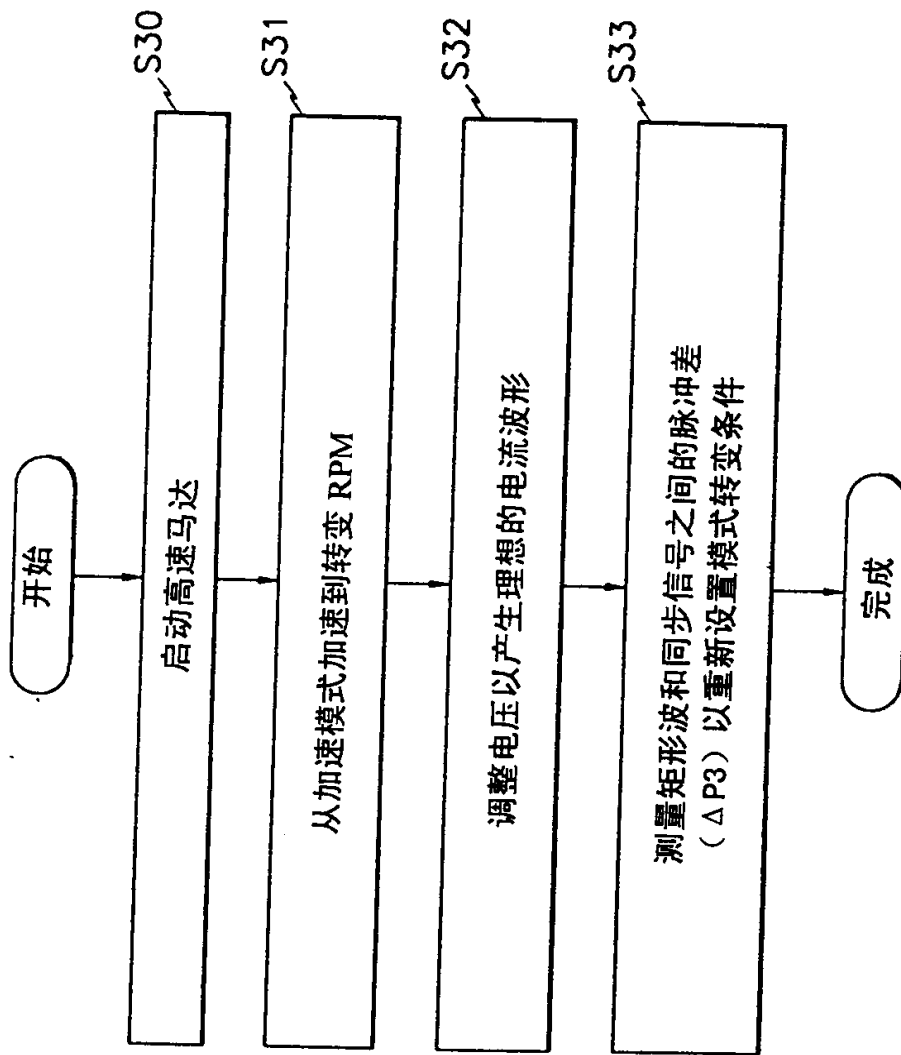 开始
S30
启动高速马达
S31
从加速模式加速到转变 RPM
S32
调整电压以产生理想的电流波形
S33
测量矩形波和同步信号之间的脉冲差
(ΔP3) 以重新设置模式转变条件
完成